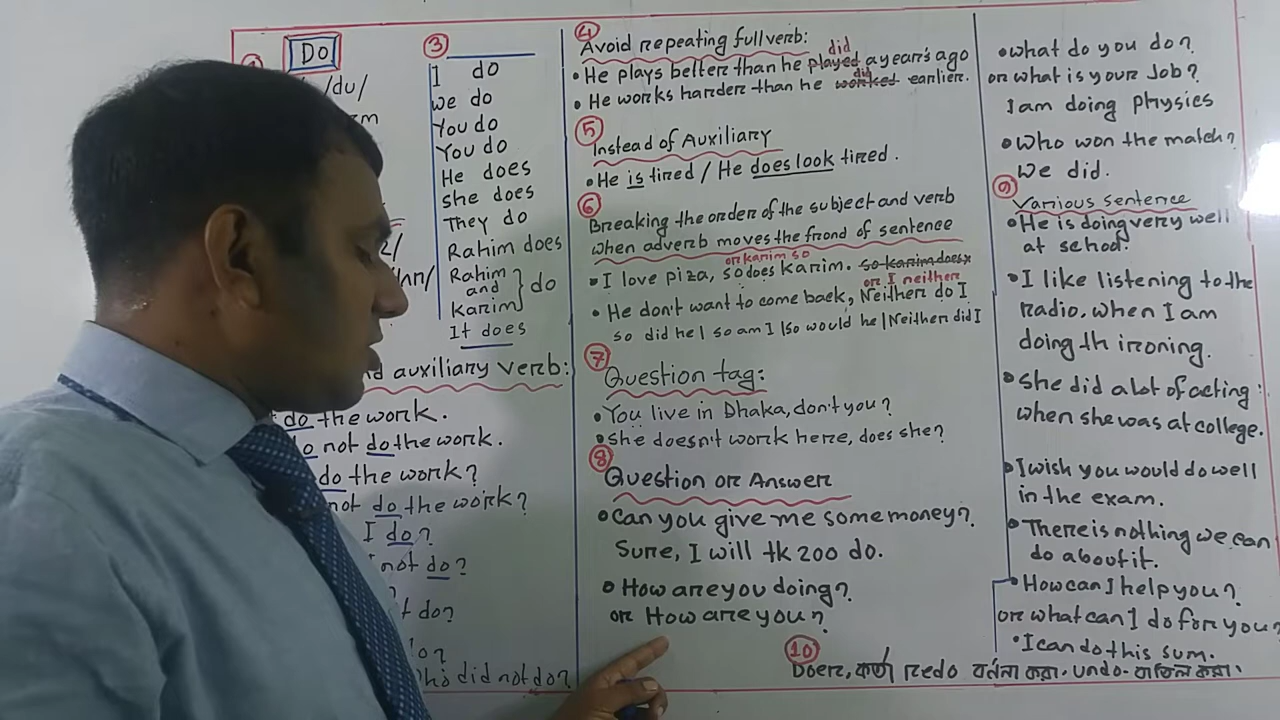 Do
/du/
③
I do
we do
You do
You do
He does
she does
They do
Rahim does
Rahim and Karim } do
It does
auxiliary verb:
do the work.
not do the work.
do the work?
not do the work?
I do?
not do?
do?
did not do?
④
Avoid repeating full verb:
did
• He plays better than he played a year's ago
did
• He works harder than he worked earlier.
⑤
Instead of Auxiliary
• He is tired / He does look tired.
⑥
Breaking the order of the subject and verb
when adverb moves the frond of sentence
or karim so
• I love piza, so does Karim. so karim does×
or I neither
• He don't want to come back, Neither do I
so did he | so am I | so would he | Neither did I
⑦
Question tag:
• You live in Dhaka, don't you?
• she doesn't work here, does she?
⑧
Question or Answer
• Can you give me some money?
Sure, I will tk 200 do.
• How are you doing?
or How are you?
• what do you do?
or what is your Job?
I am doing physics
• Who won the match?
We did.
⑨
Various sentence
• He is doing very well
at school.
• I like listening to the
radio, when I am
doing th ironing.
• She did a lot of acting:
when she was at college.
• I wish you would do well
in the exam.
• There is nothing we can
do about it.
• How can I help you?
or what can I do for you?
• I can do this sum.
⑩
Doer, কর্তা redo করা. undo- বাতিল করা.